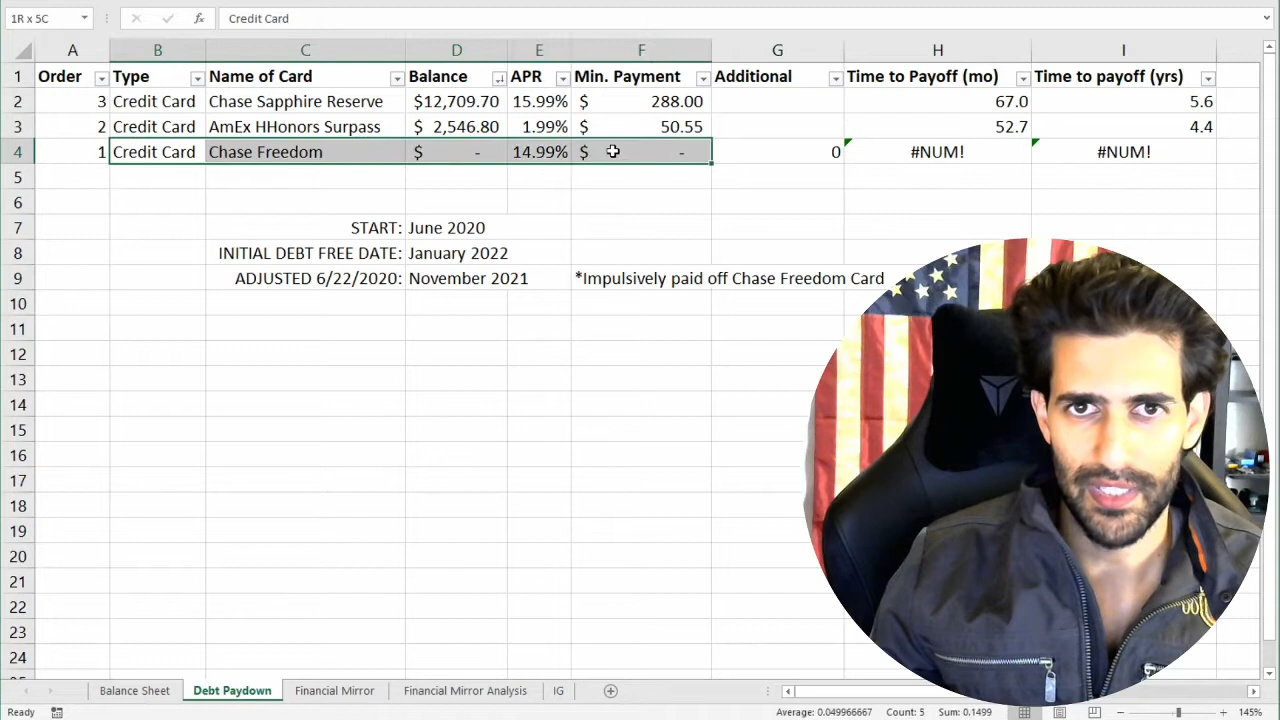 1R x 5C Credit Card
A B C D E F G H I
1 Order Type Name of Card Balance APR Min. Payment Additional Time to Payoff (mo) Time to payoff (yrs)
2 3 Credit Card Chase Sapphire Reserve $12,709.70 15.99% $ 288.00 67.0 5.6
3 2 Credit Card AmEx HHonors Surpass $ 2,546.80 1.99% $ 50.55 52.7 4.4
4 1 Credit Card Chase Freedom $ - 14.99% $ - 0 #NUM! #NUM!
5
6
7 START: June 2020
8 INITIAL DEBT FREE DATE: January 2022
9 ADJUSTED 6/22/2020: November 2021 *Impulsively paid off Chase Freedom Card
10
11
12
13
14
15
16
17
18
19
20
21
22
23
24
Balance Sheet Debt Paydown Financial Mirror Financial Mirror Analysis IG
Ready Average: 0.049966667 Count: 5 Sum: 0.1499 145%